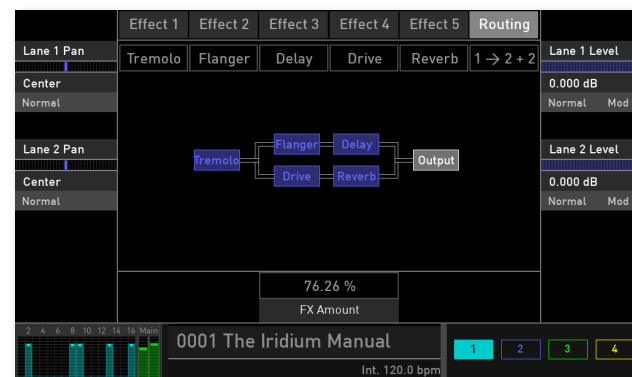 Effect 1 Effect 2 Effect 3 Effect 4 Effect 5 Routing
Tremolo Flanger Delay Drive Reverb 1 → 2 + 2
Lane 1 Pan
Center
Normal
Lane 2 Pan
Center
Normal
Flanger Delay
Tremolo Output
Drive Reverb
Lane 1 Level
0.000 dB
Normal Mod
Lane 2 Level
0.000 dB
Normal Mod
76.26 %
FX Amount
2 4 6 8 10 12 14 16 Main
0001 The Iridium Manual
Int. 120.0 bpm
1 2 3 4